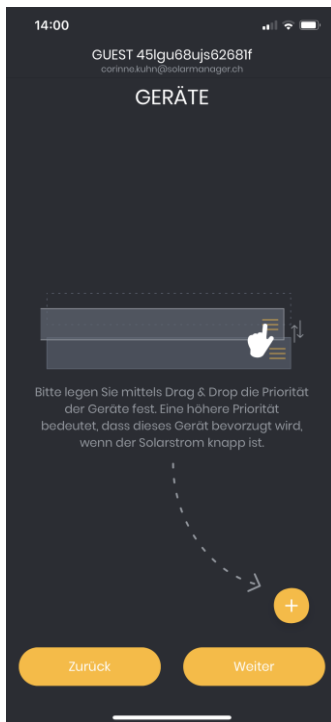 14:00
GUEST 45lgu68ujs62681f
corinne.kuhn@solarmanager.ch
GERÄTE
Bitte legen Sie mittels Drag & Drop die Priorität
der Geräte fest. Eine höhere Priorität
bedeutet, dass dieses Gerät bevorzugt wird,
wenn der Solarstrom knapp ist.
+
Zurück
Weiter